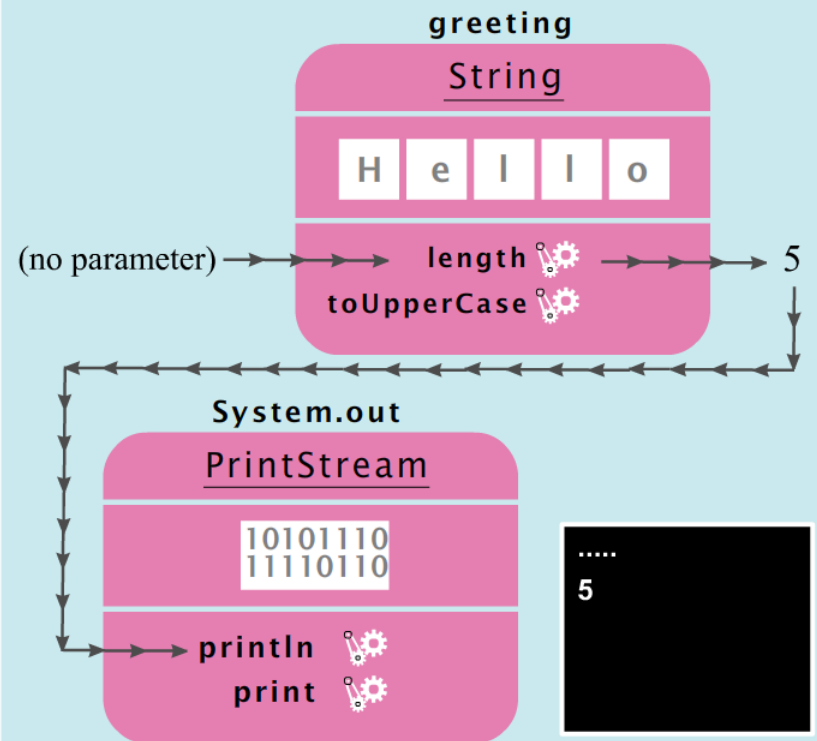 greeting
String
H e l l o
(no parameter) length 5
toUpperCase
System.out
PrintStream
10101110
11110110
.....
5
println
print